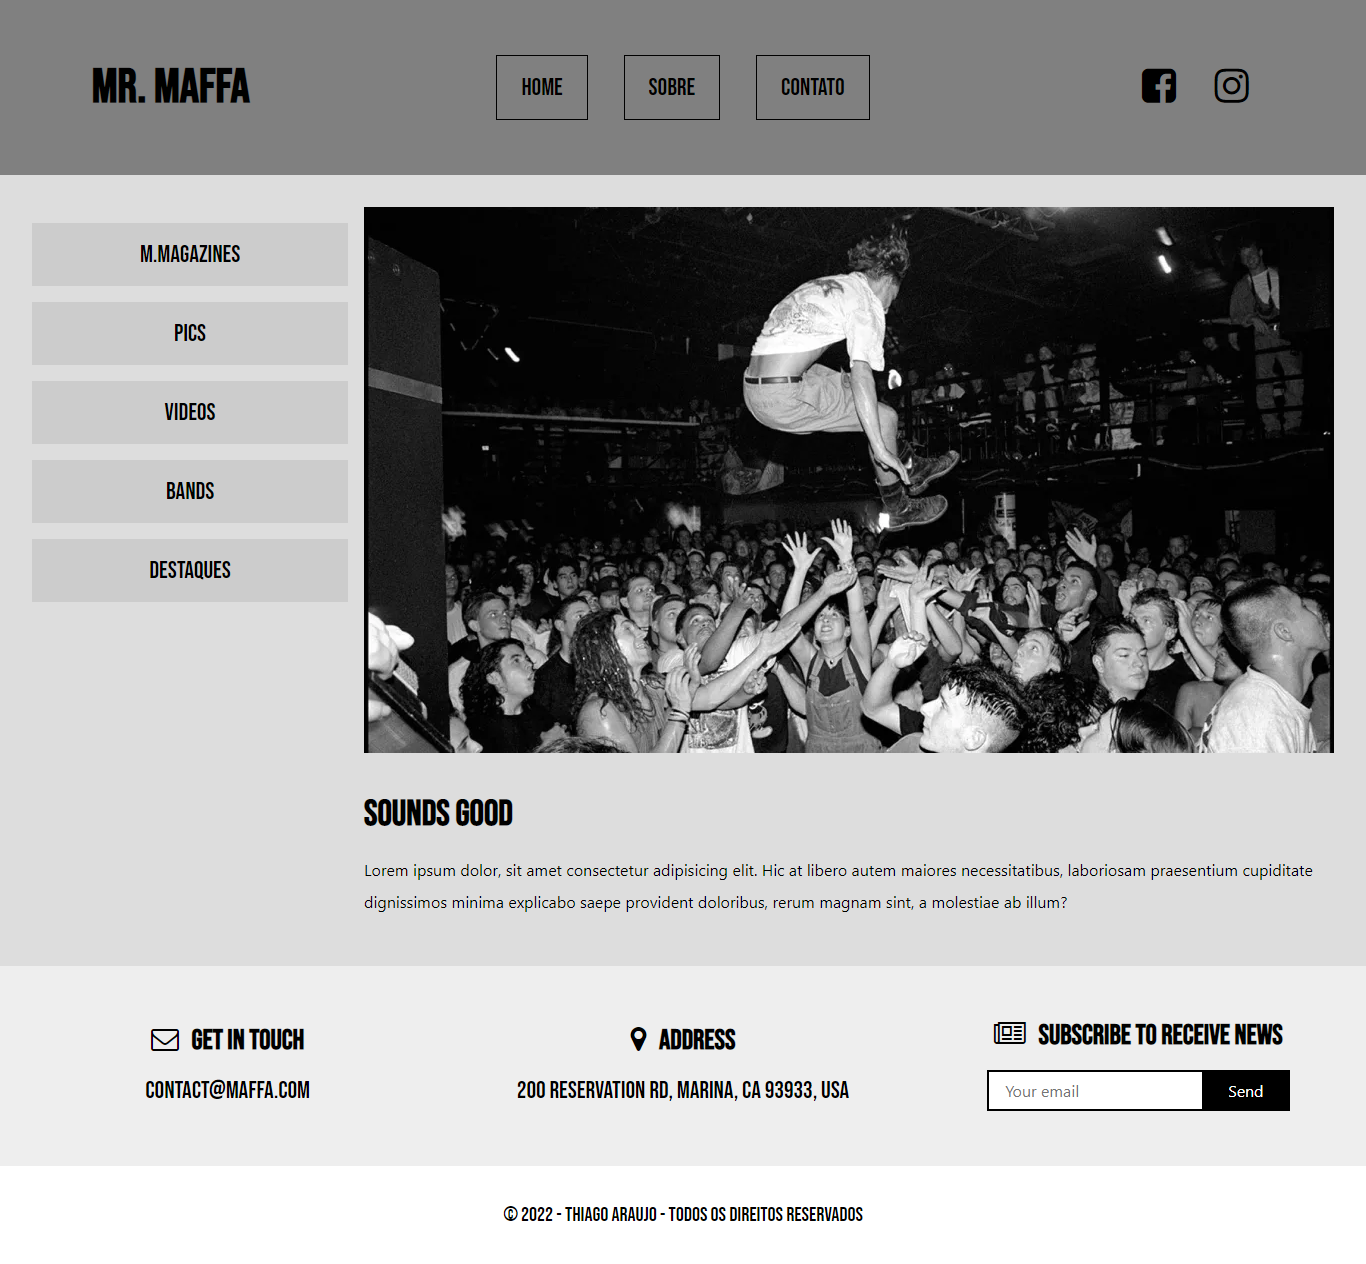 MR. MAFFA
HOME
SOBRE
CONTATO
M.MAGAZINES
PICS
VIDEOS
BANDS
DESTAQUES
SOUNDS GOOD
Lorem ipsum dolor, sit amet consectetur adipisicing elit. Hic at libero autem maiores necessitatibus, laboriosam praesentium cupiditate
dignissimos minima explicabo saepe provident doloribus, rerum magnam sint, a molestiae ab illum?
GET IN TOUCH
CONTACT@MAFFA.COM
ADDRESS
200 RESERVATION RD, MARINA, CA 93933, USA
SUBSCRIBE TO RECEIVE NEWS
Your email
Send
© 2022 - THIAGO ARAUJO - TODOS OS DIREITOS RESERVADOS